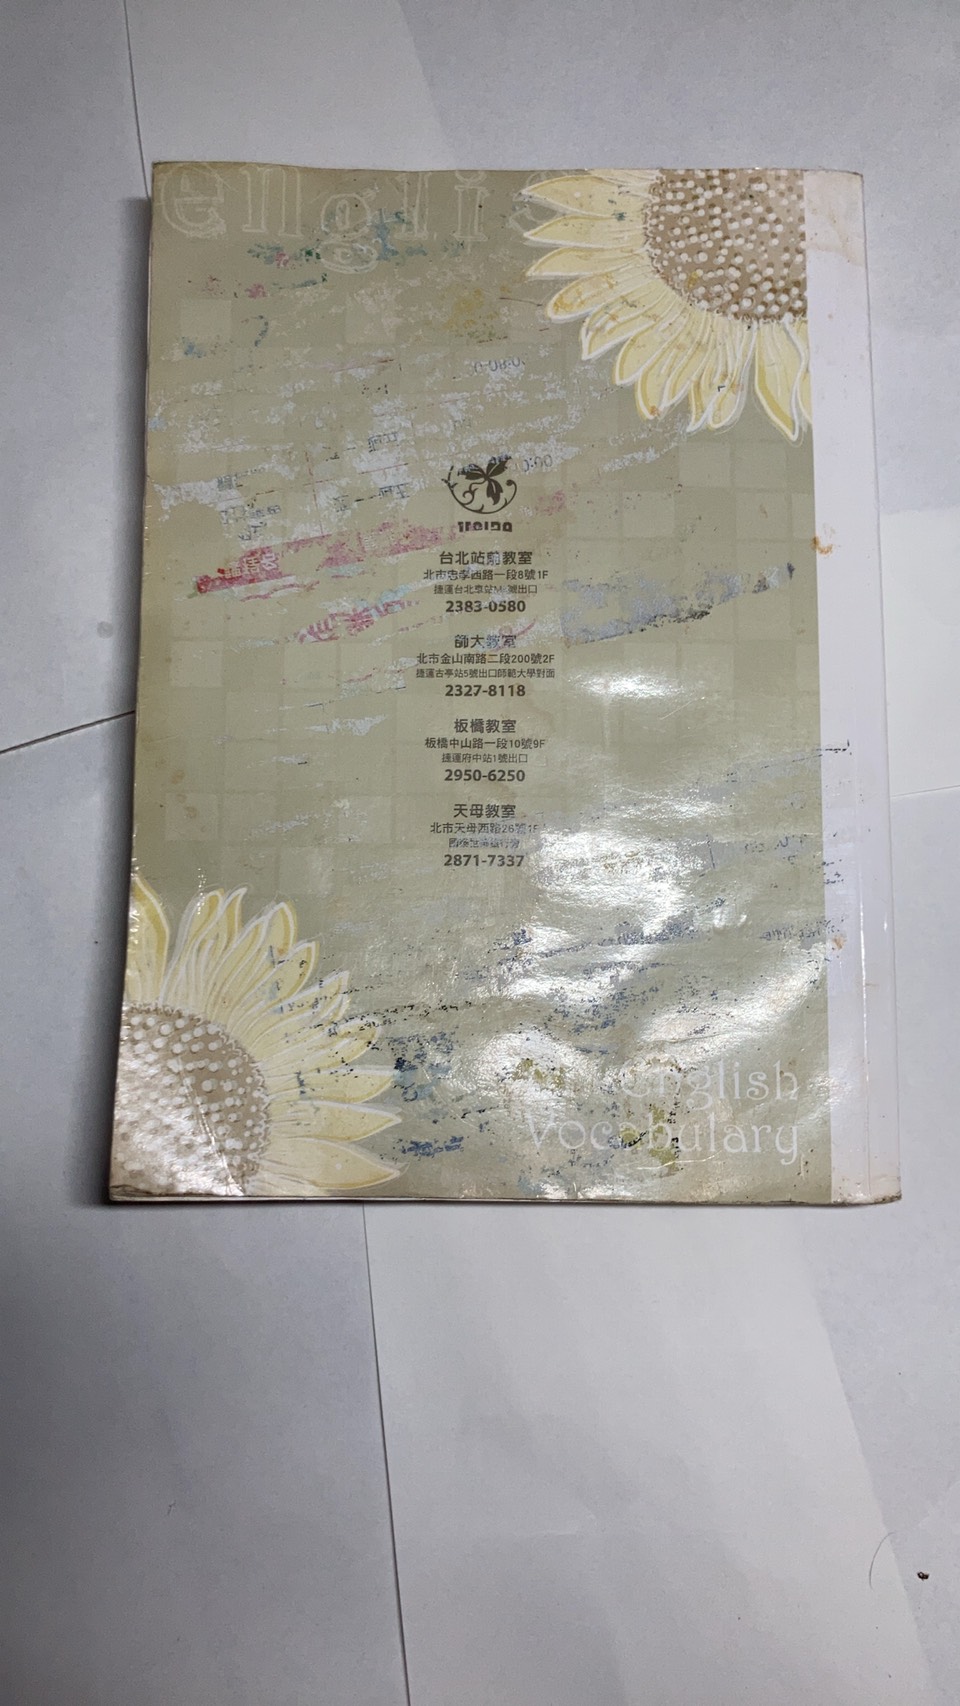 englis
台北站前教室
北市忠孝西路一段8號1F
捷運台北車站 號出口
2383-0580
師大教室
北市金山南路二段200號2F
捷運古亭站5號出口師範大學對面
2327-8118
板橋教室
板橋中山路一段10號9F
捷運府中站1號出口
2950-6250
天母教室
北市天母西路26號1F
2871-7337
English
Vocabulary